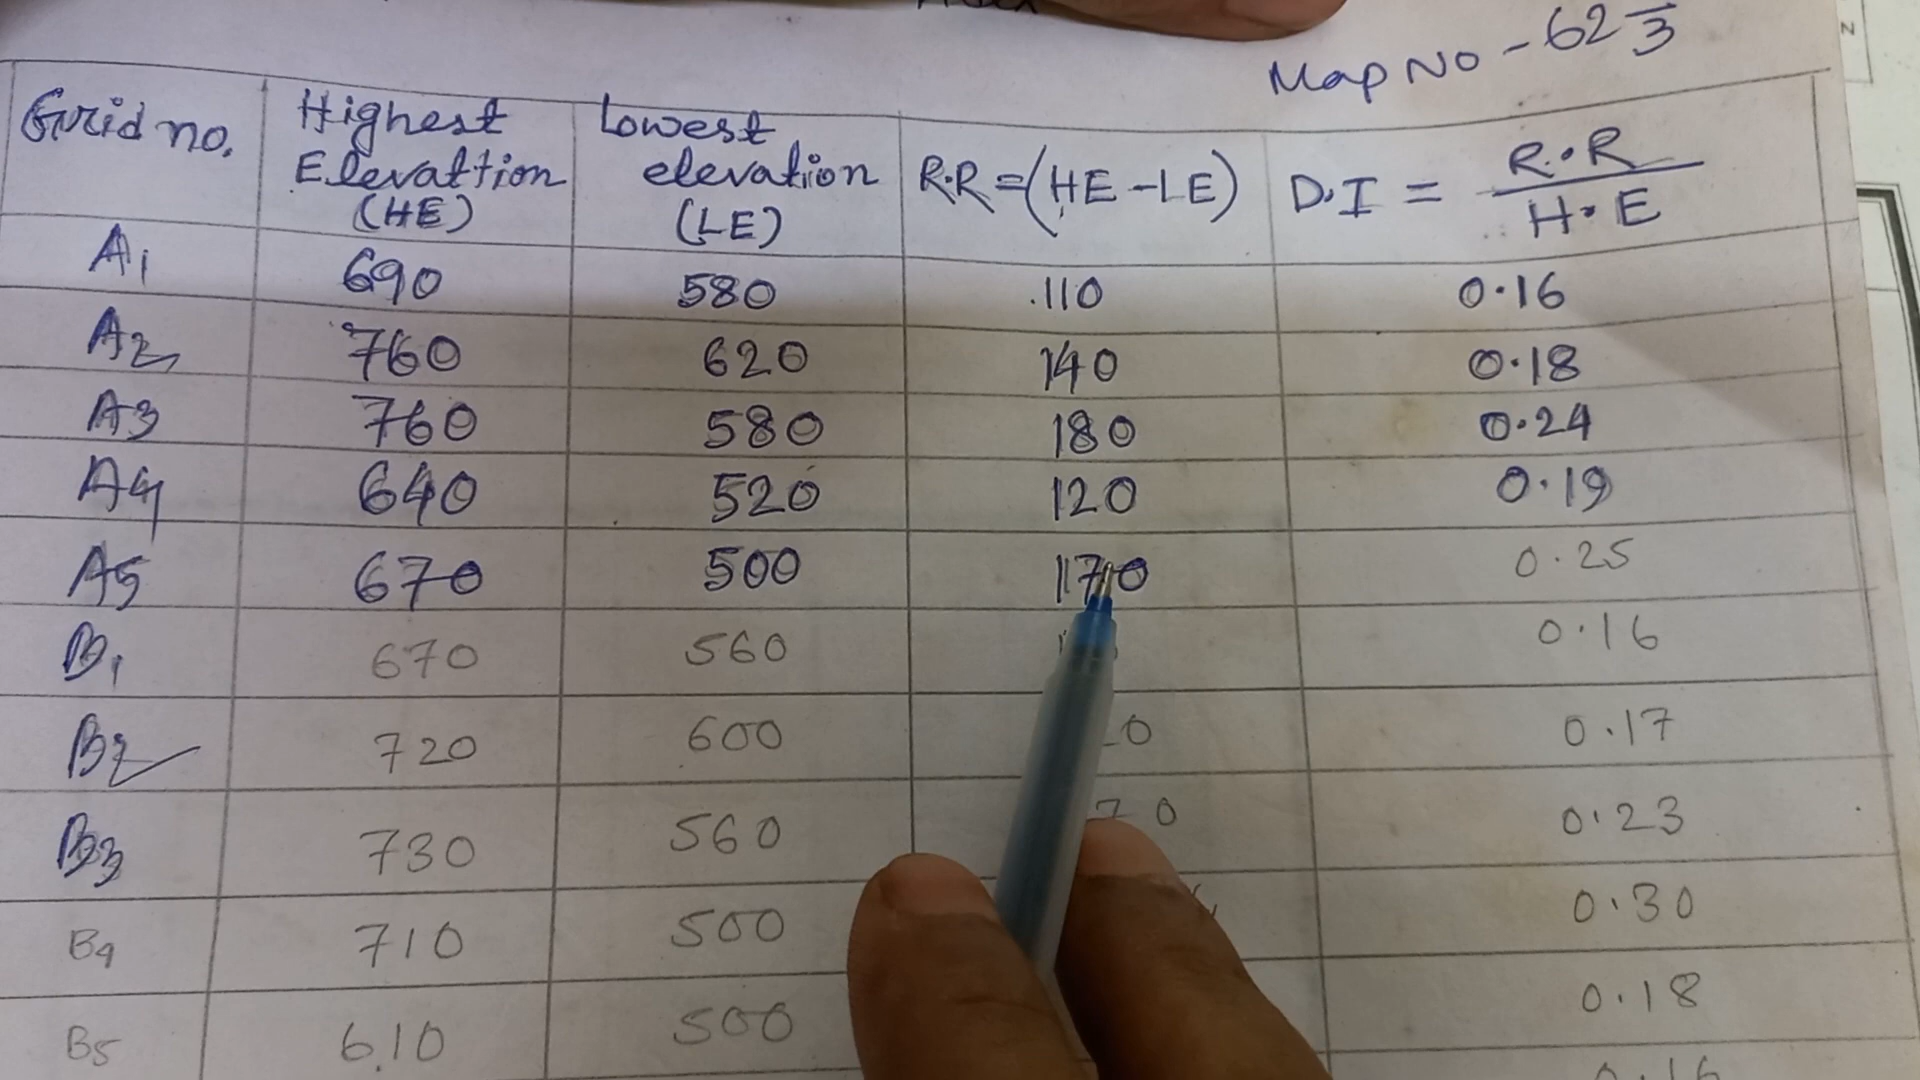 Map No - 62 3
Grid no.
Highest
Elevattion
(HE)
Lowest
elevation
(LE)
R.R = (HE - LE)
D.I = R.R / H.E
A1 690 580 110 0.16
A2 760 620 140 0.18
A3 760 580 180 0.24
A4 640 520 120 0.19
A5 670 500 170 0.25
B1 670 560 0.16
B2 720 600 0.17
B3 730 560 0.23
B4 710 500 0.30
B5 610 500 0.18